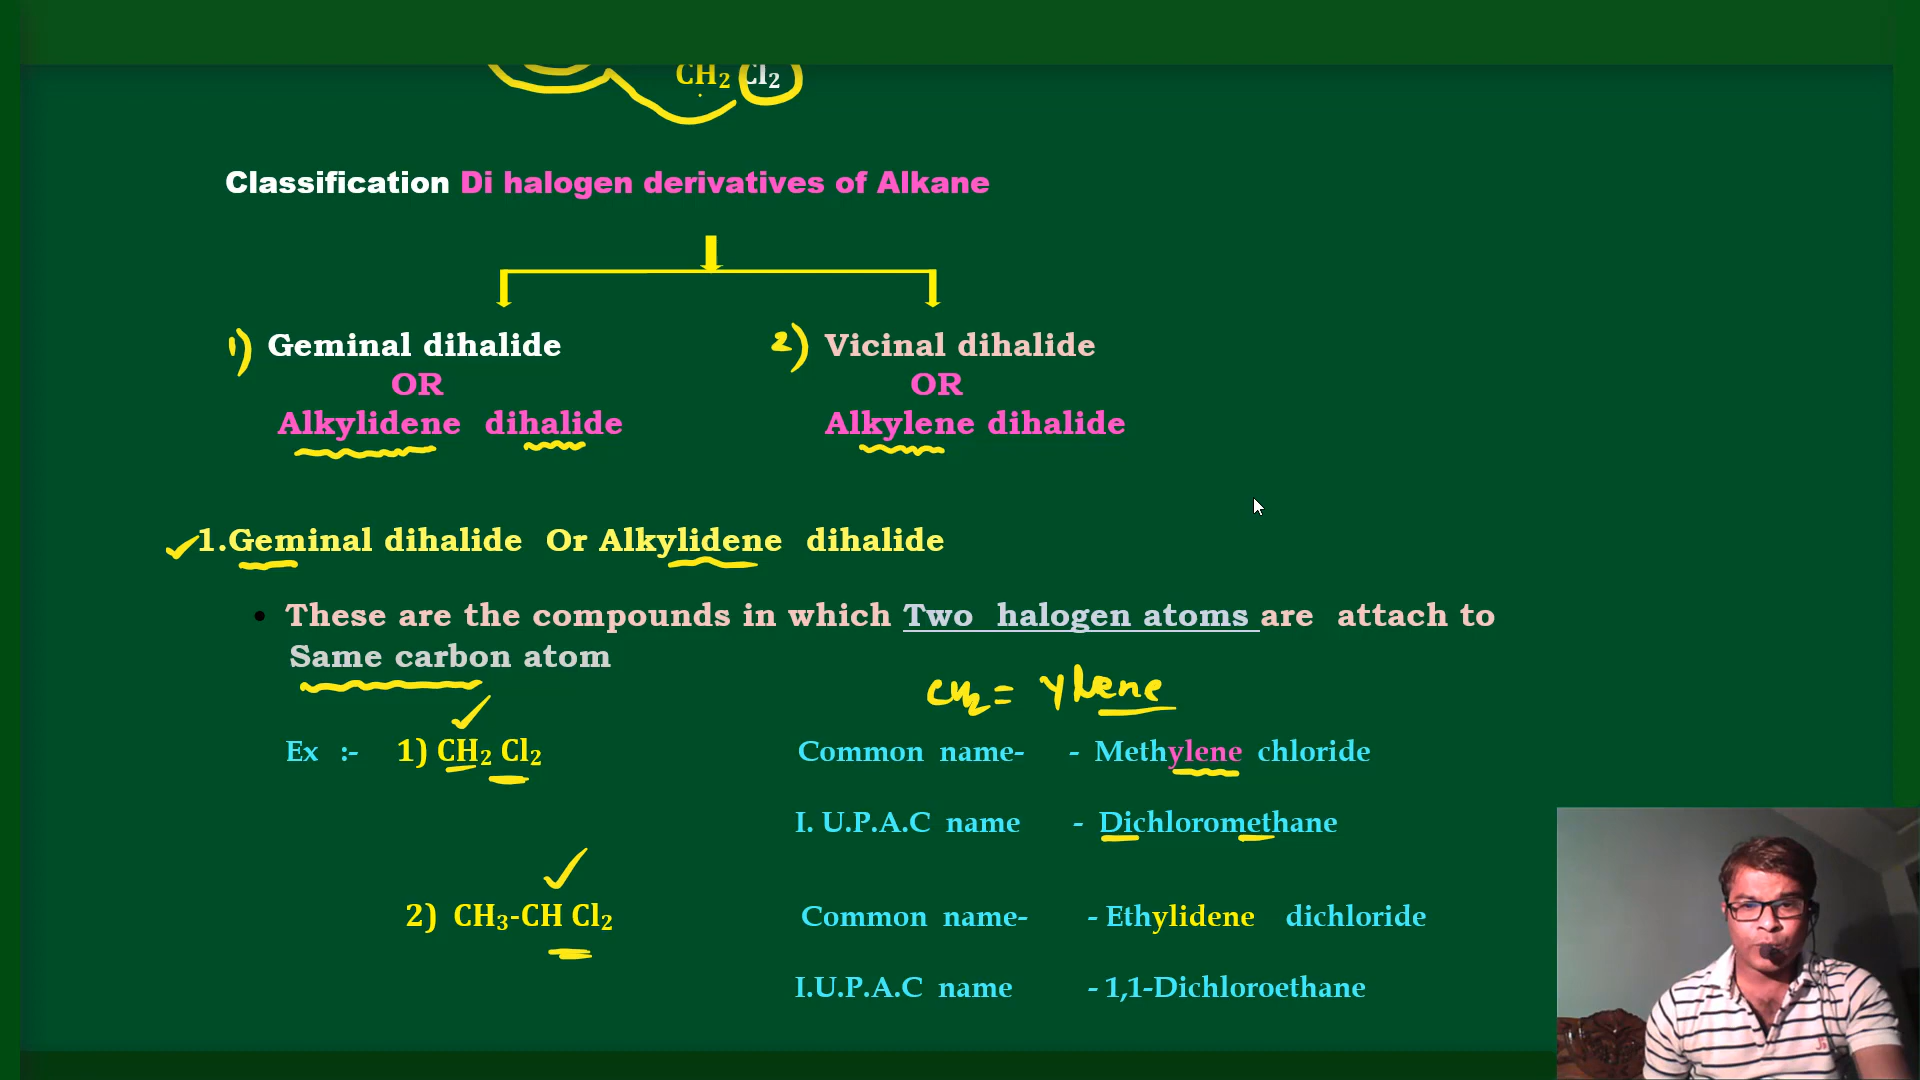 CH₂ Cl₂
Classification Di halogen derivatives of Alkane
1) Geminal dihalide
OR
Alkylidene dihalide
2) Vicinal dihalide
OR
Alkylene dihalide
1.Geminal dihalide Or Alkylidene dihalide
• These are the compounds in which Two halogen atoms are attach to
Same carbon atom
CH₂ = ylene
Ex :- 1) CH₂ Cl₂ Common name- - Methylene chloride
I. U.P.A.C name - Dichloromethane
2) CH₃-CH Cl₂ Common name- - Ethylidene dichloride
I.U.P.A.C name - 1,1-Dichloroethane